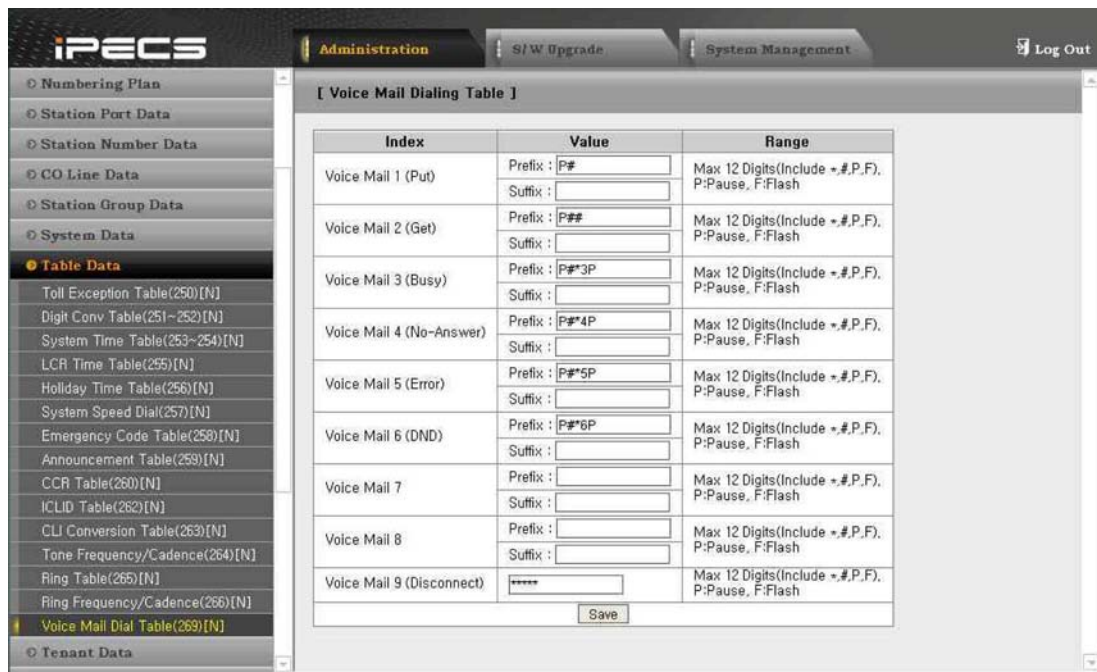 iPECS
Administration
S/W Upgrade
System Management
Log Out
Numbering Plan
Station Port Data
Station Number Data
CO Line Data
Station Group Data
System Data
Table Data
Toll Exception Table(250)[N]
Digit Conv Table(251~252)[N]
System Time Table(253~254)[N]
LCR Time Table(255)[N]
Holiday Time Table(256)[N]
System Speed Dial(257)[N]
Emergency Code Table(258)[N]
Announcement Table(259)[N]
CCR Table(260)[N]
ICLID Table(262)[N]
CLI Conversion Table(263)[N]
Tone Frequency/Cadence(264)[N]
Ring Table(265)[N]
Ring Frequency/Cadence(266)[N]
Voice Mail Dial Table(269)[N]
Tenant Data
[ Voice Mail Dialing Table ]
Index Value Range
Voice Mail 1 (Put)
Prefix : P#
Suffix :
Max 12 Digits(Include *,#,P,F),
P:Pause, F:Flash
Voice Mail 2 (Get)
Prefix : P##
Suffix :
Max 12 Digits(Include *,#,P,F),
P:Pause, F:Flash
Voice Mail 3 (Busy)
Prefix : P#*3P
Suffix :
Max 12 Digits(Include *,#,P,F),
P:Pause, F:Flash
Voice Mail 4 (No-Answer)
Prefix : P#*4P
Suffix :
Max 12 Digits(Include *,#,P,F),
P:Pause, F:Flash
Voice Mail 5 (Error)
Prefix : P#*5P
Suffix :
Max 12 Digits(Include *,#,P,F),
P:Pause, F:Flash
Voice Mail 6 (DND)
Prefix : P#*6P
Suffix :
Max 12 Digits(Include *,#,P,F),
P:Pause, F:Flash
Voice Mail 7
Prefix :
Suffix :
Max 12 Digits(Include *,#,P,F),
P:Pause, F:Flash
Voice Mail 8
Prefix :
Suffix :
Max 12 Digits(Include *,#,P,F),
P:Pause, F:Flash
Voice Mail 9 (Disconnect)
*****
Max 12 Digits(Include *,#,P,F),
P:Pause, F:Flash
Save